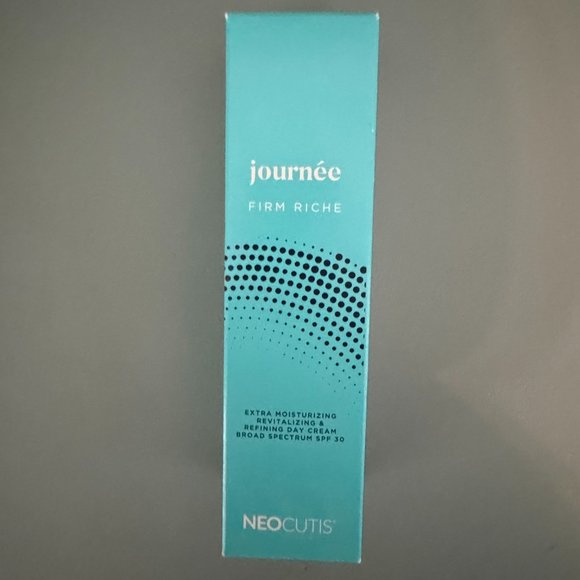 journée
FIRM RICHE
EXTRA MOISTURIZING
REVITALIZING &
REFINING DAY CREAM
BROAD SPECTRUM SPF 30
NEOCUTIS®